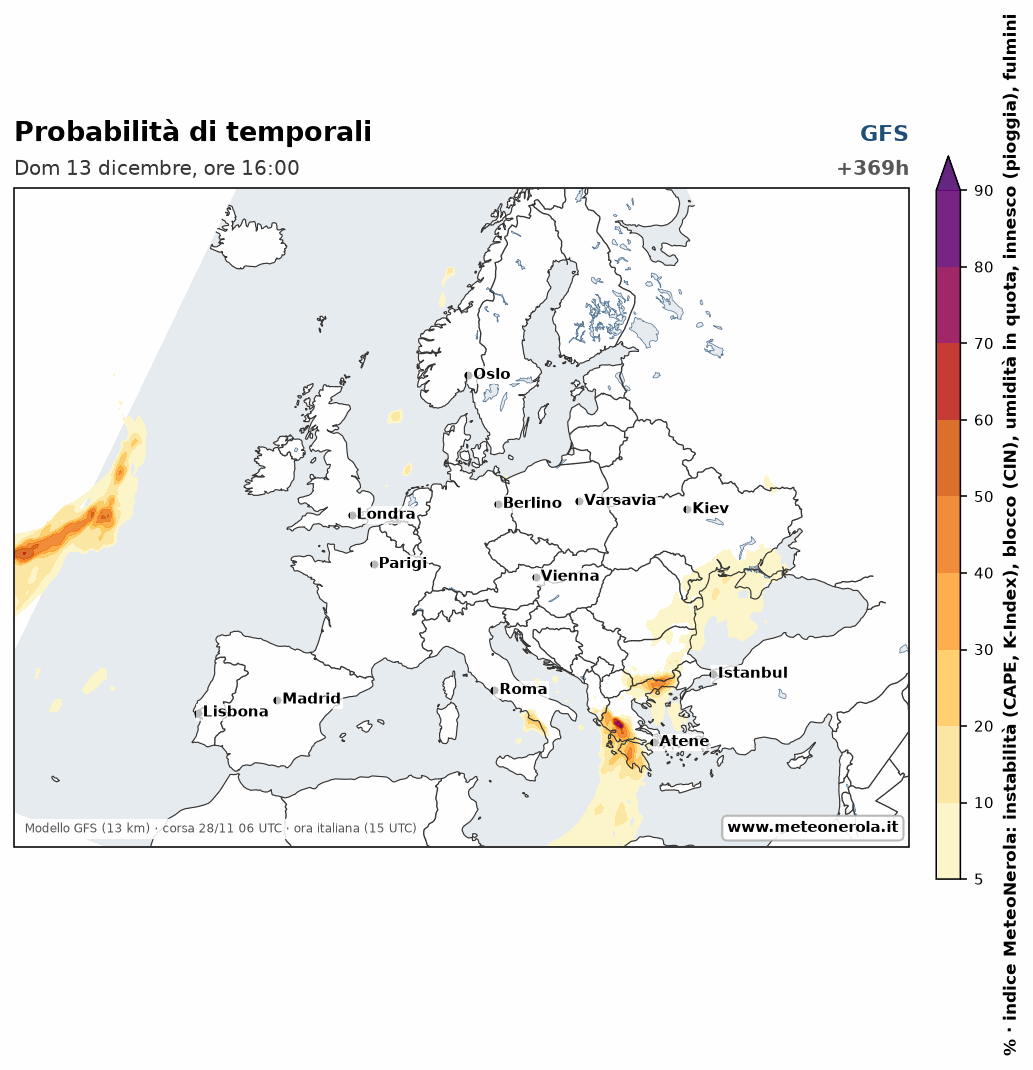 Probabilità di temporali
GFS
Dom 13 dicembre, ore 16:00
+369h
Oslo
Londra
Berlino
Varsavia
Kiev
Parigi
Vienna
Madrid
Lisbona
Roma
Istanbul
Atene
Modello GFS (13 km) · corsa 28/11 06 UTC · ora italiana (15 UTC)
www.meteonerola.it
90
80
70
60
50
40
30
20
10
5
% · indice MeteoNerola: instabilità (CAPE, K-Index), blocco (CIN), umidità in quota, innesco (pioggia), fulmini